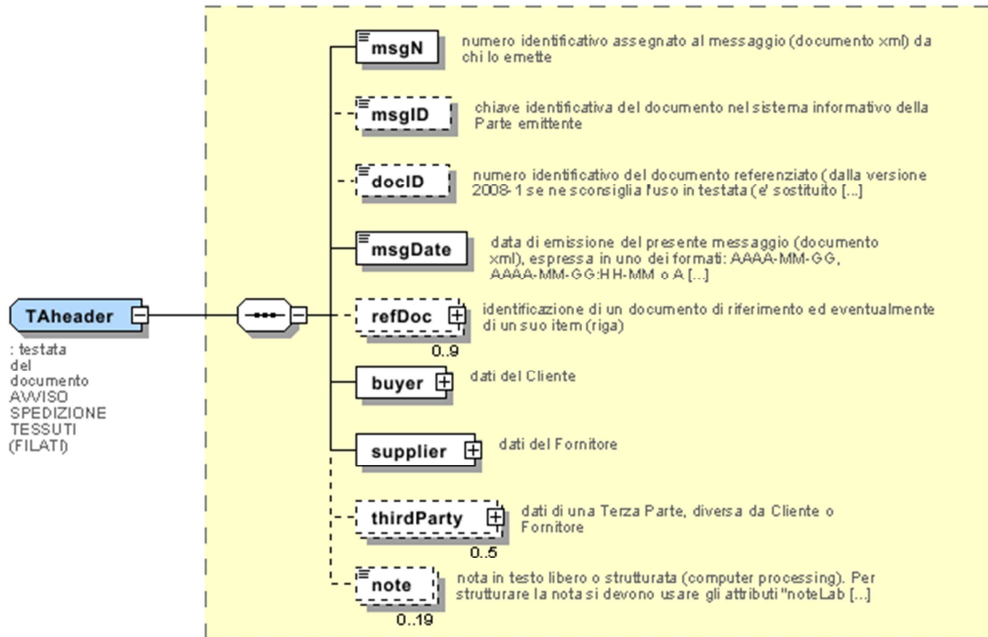 msgN
numero identificativo assegnato al messaggio (documento xml) da
chi lo emette
msgID
chiave identificativa del documento nel sistema informativo della
Parte emittente
docID
numero identificativo del documento referenziato (dalla versione
2008-1 se ne sconsiglia l'uso in testata (e' sostituito [...]
msgDate
data di emissione del presente messaggio (documento
xml), espressa in uno dei formati: AAAA-MM-GG,
AAAA-MM-GG:HH-MM o A [...]
TAheader
: testata
del
documento
AVVISO
SPEDIZIONE
TESSUTI
(FILATI)
refDoc
identificazione di un documento di riferimento ed eventualmente
di un suo item (riga)
0..9
buyer
dati del Cliente
supplier
dati del Fornitore
thirdParty
dati di una Terza Parte, diversa da Cliente o
Fornitore
0..5
note
nota in testo libero o strutturata (computer processing). Per
strutturare la nota si devono usare gli attributi "noteLab [...]
0..19